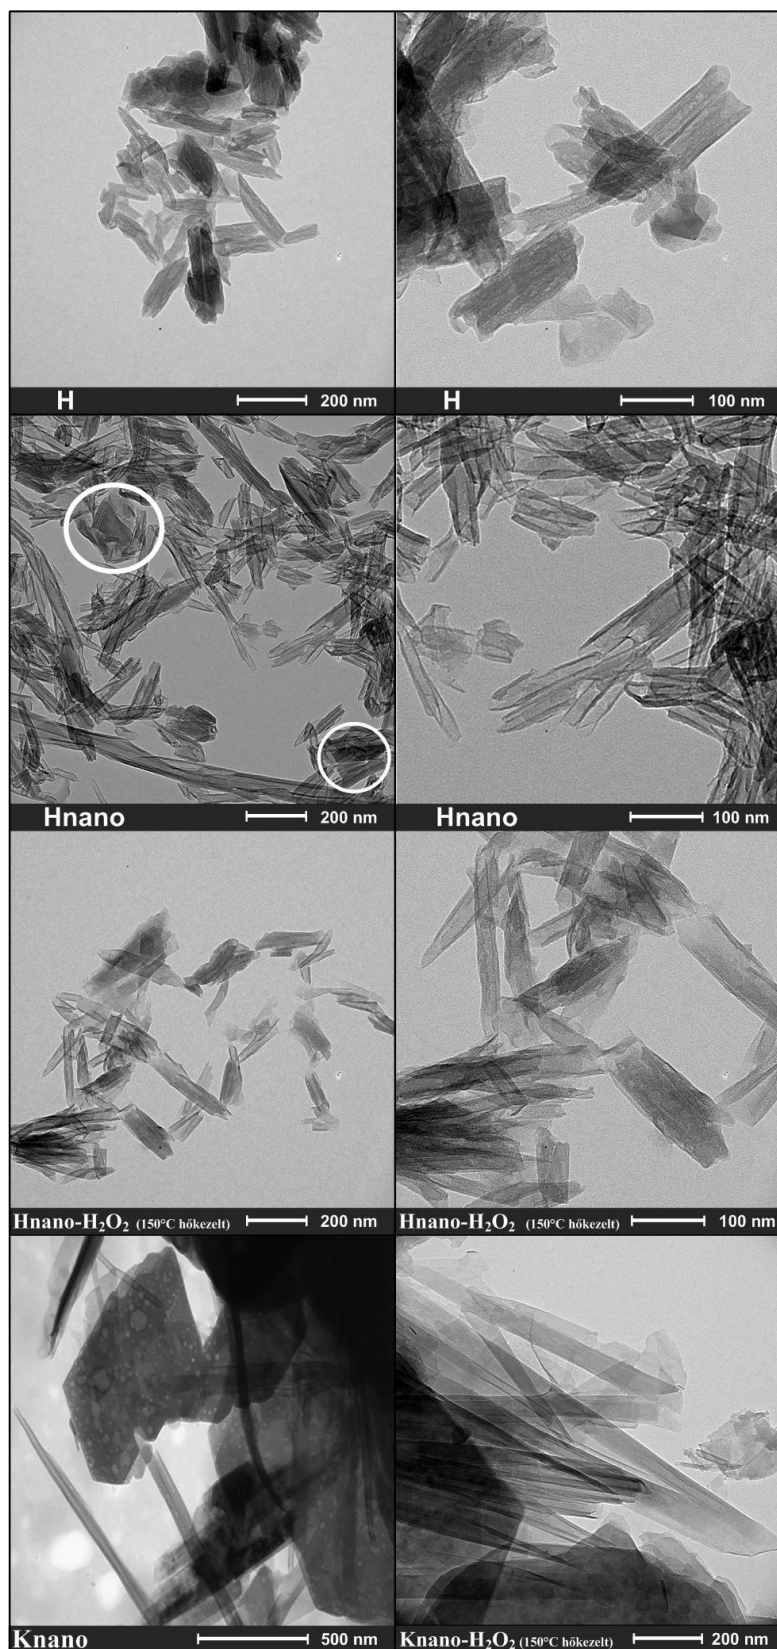 H 200 nm
H 100 nm
Hnano 200 nm
Hnano 100 nm
Hnano-H₂O₂ (150°C hőkezelt) 200 nm
Hnano-H₂O₂ (150°C hőkezelt) 100 nm
Knano 500 nm
Knano-H₂O₂ (150°C hőkezelt) 200 nm